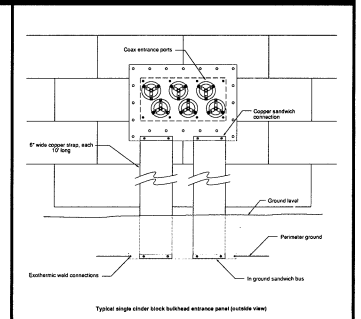 Coax entrance ports
Copper sandwich
connection
6" wide copper strap, each
10' long
Ground level
Perimeter ground
Exothermic weld connections
In ground sandwich bus
Typical single cinder block bulkhead entrance panel (outside view)